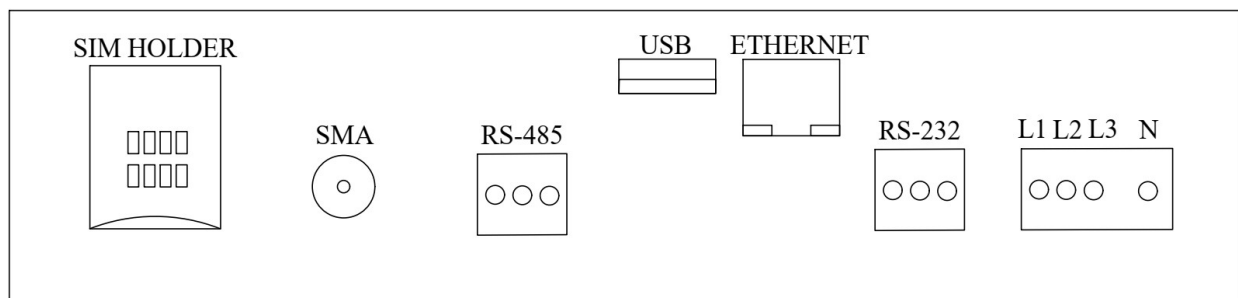 SIM HOLDER
SMA
RS-485
USB
ETHERNET
RS-232
L1 L2 L3 N